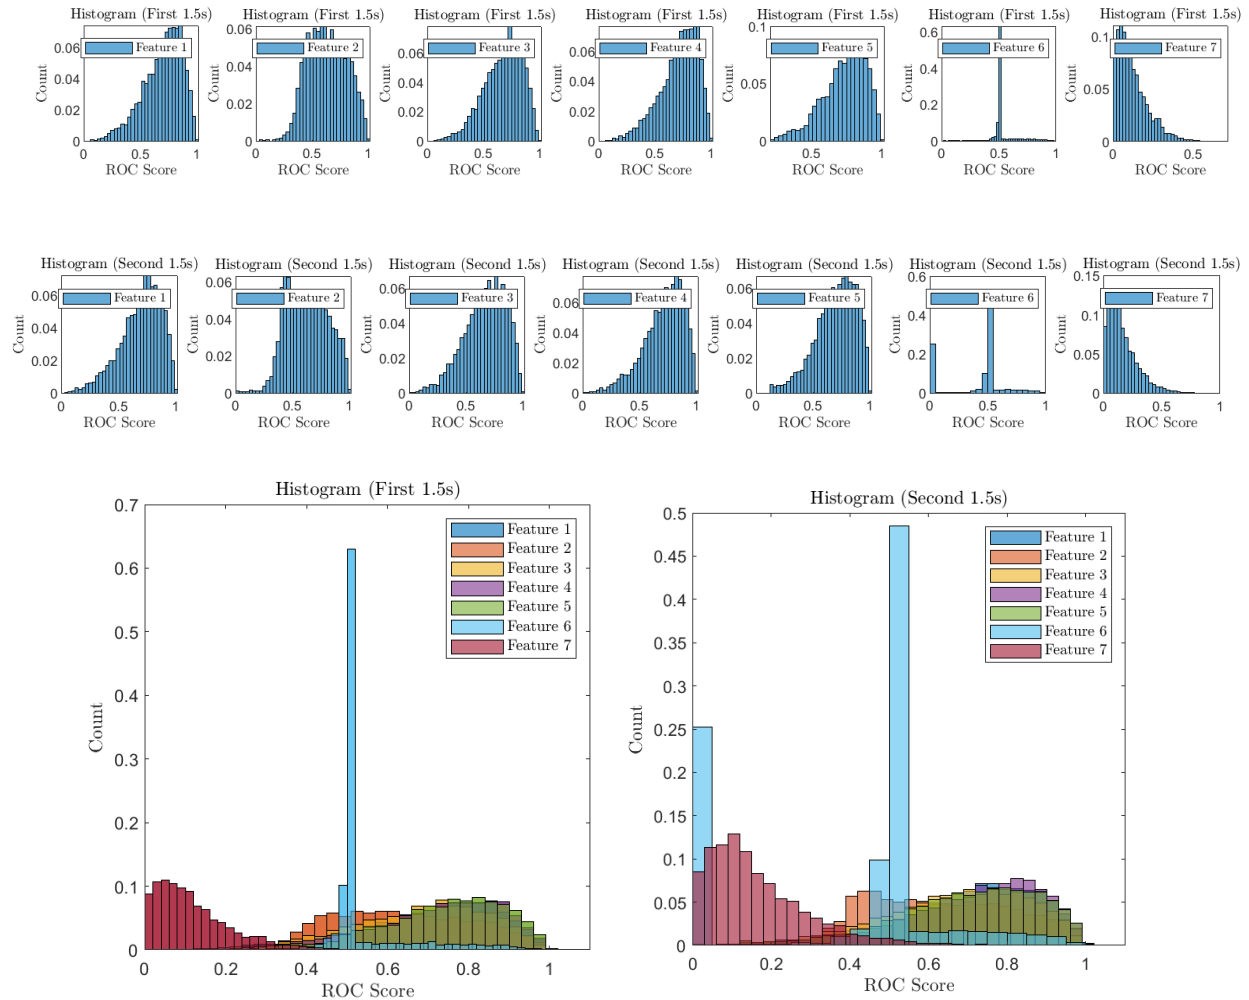 Histogram (First 1.5s)
Count
0.06
0.04
0.02
0
Feature 1
0 0.5 1
ROC Score
Histogram (First 1.5s)
Count
0.06
0.04
0.02
0
Feature 2
0 0.5 1
ROC Score
Histogram (First 1.5s)
Count
0.06
0.04
0.02
0
Feature 3
0 0.5 1
ROC Score
Histogram (First 1.5s)
Count
0.06
0.04
0.02
0
Feature 4
0 0.5 1
ROC Score
Histogram (First 1.5s)
Count
0.1
0.05
0
Feature 5
0.5 1
ROC Score
Histogram (First 1.5s)
Count
0.6
0.4
0.2
0
Feature 6
0 0.5 1
ROC Score
Histogram (First 1.5s)
Count
0.1
0.05
0
Feature 7
0 0.5
ROC Score
Histogram (Second 1.5s)
Count
0.06
0.04
0.02
0
Feature 1
0 0.5 1
ROC Score
Histogram (Second 1.5s)
Count
0.06
0.04
0.02
0
Feature 2
0 0.5 1
ROC Score
Histogram (Second 1.5s)
Count
0.06
0.04
0.02
0
Feature 3
0 0.5 1
ROC Score
Histogram (Second 1.5s)
Count
0.06
0.04
0.02
0
Feature 4
0 0.5 1
ROC Score
Histogram (Second 1.5s)
Count
0.06
0.04
0.02
0
Feature 5
0 0.5 1
ROC Score
Histogram (Second 1.5s)
Count
0.6
0.4
0.2
0
Feature 6
0 0.5 1
ROC Score
Histogram (Second 1.5s)
Count
0.15
0.1
0.05
0
Feature 7
0 0.5 1
ROC Score
Histogram (First 1.5s)
Count
0.7
0.6
0.5
0.4
0.3
0.2
0.1
0
Feature 1
Feature 2
Feature 3
Feature 4
Feature 5
Feature 6
Feature 7
0 0.2 0.4 0.6 0.8 1
ROC Score
Histogram (Second 1.5s)
Count
0.5
0.45
0.4
0.35
0.3
0.25
0.2
0.15
0.1
0.05
0
Feature 1
Feature 2
Feature 3
Feature 4
Feature 5
Feature 6
Feature 7
0 0.2 0.4 0.6 0.8 1
ROC Score